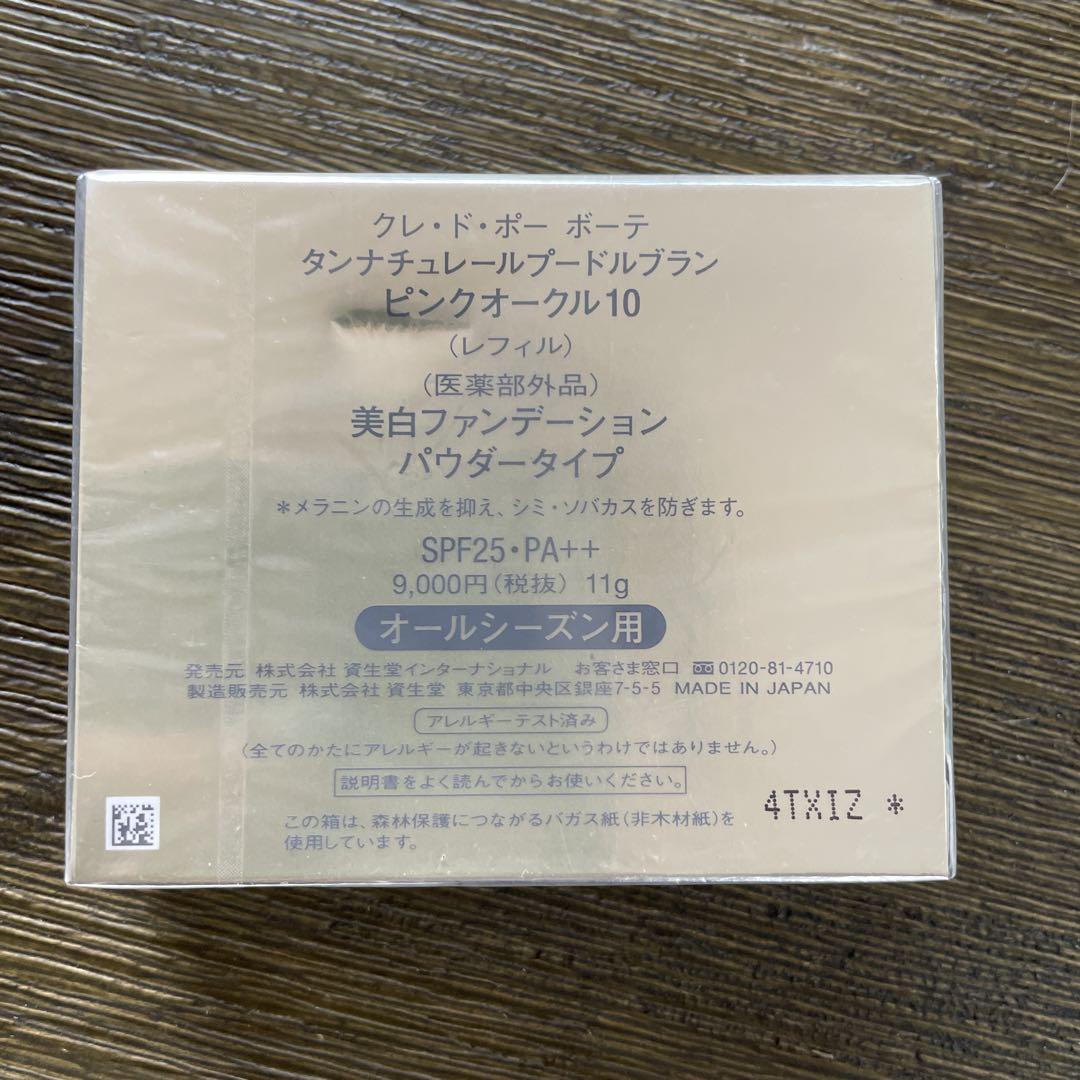 クレ・ド・ポー ボーテ
タンナチュレールプードルブラン
ピンクオークル10
（レフィル）
（医薬部外品）
美白ファンデーション
パウダータイプ
＊メラニンの生成を抑え、シミ・ソバカスを防ぎます。
SPF25・PA++
9,000円（税抜） 11g
オールシーズン用
発売元 株式会社 資生堂インターナショナル お客さま窓口 0120-81-4710
製造販売元 株式会社 資生堂 東京都中央区銀座7-5-5 MADE IN JAPAN
アレルギーテスト済み
（全てのかたにアレルギーが起きないというわけではありません。）
説明書をよく読んでからお使いください。
4TXIZ *
この箱は、森林保護につながるバガス紙（非木材紙）を
使用しています。